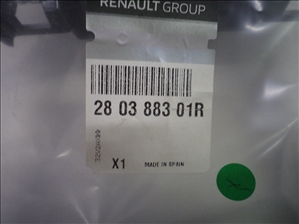 RENAULT GROUP
28 03 883 01R
X1
MADE IN SPAIN